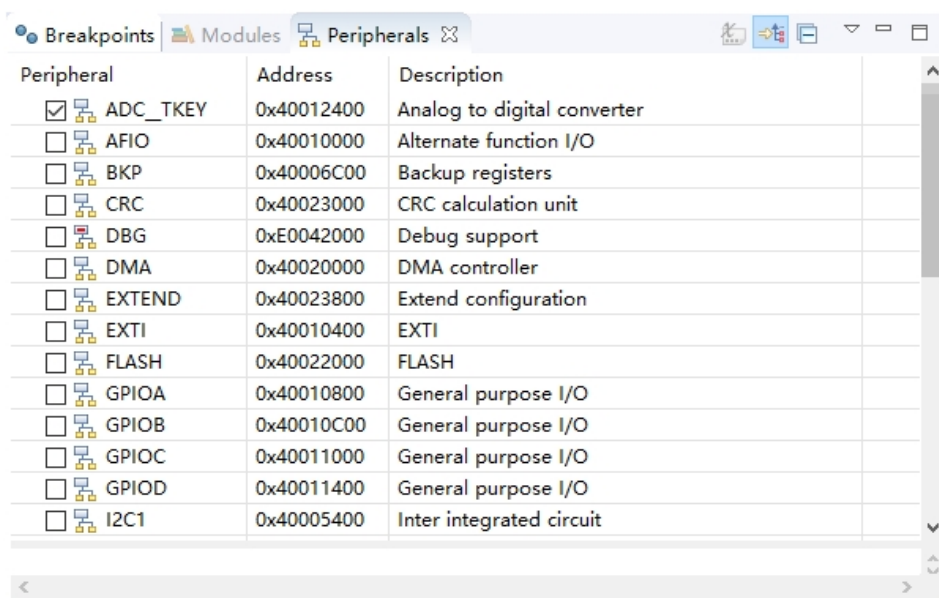 Breakpoints Modules Peripherals
Peripheral Address Description
ADC_TKEY 0x40012400 Analog to digital converter
AFIO 0x40010000 Alternate function I/O
BKP 0x40006C00 Backup registers
CRC 0x40023000 CRC calculation unit
DBG 0xE0042000 Debug support
DMA 0x40020000 DMA controller
EXTEND 0x40023800 Extend configuration
EXTI 0x40010400 EXTI
FLASH 0x40022000 FLASH
GPIOA 0x40010800 General purpose I/O
GPIOB 0x40010C00 General purpose I/O
GPIOC 0x40011000 General purpose I/O
GPIOD 0x40011400 General purpose I/O
I2C1 0x40005400 Inter integrated circuit